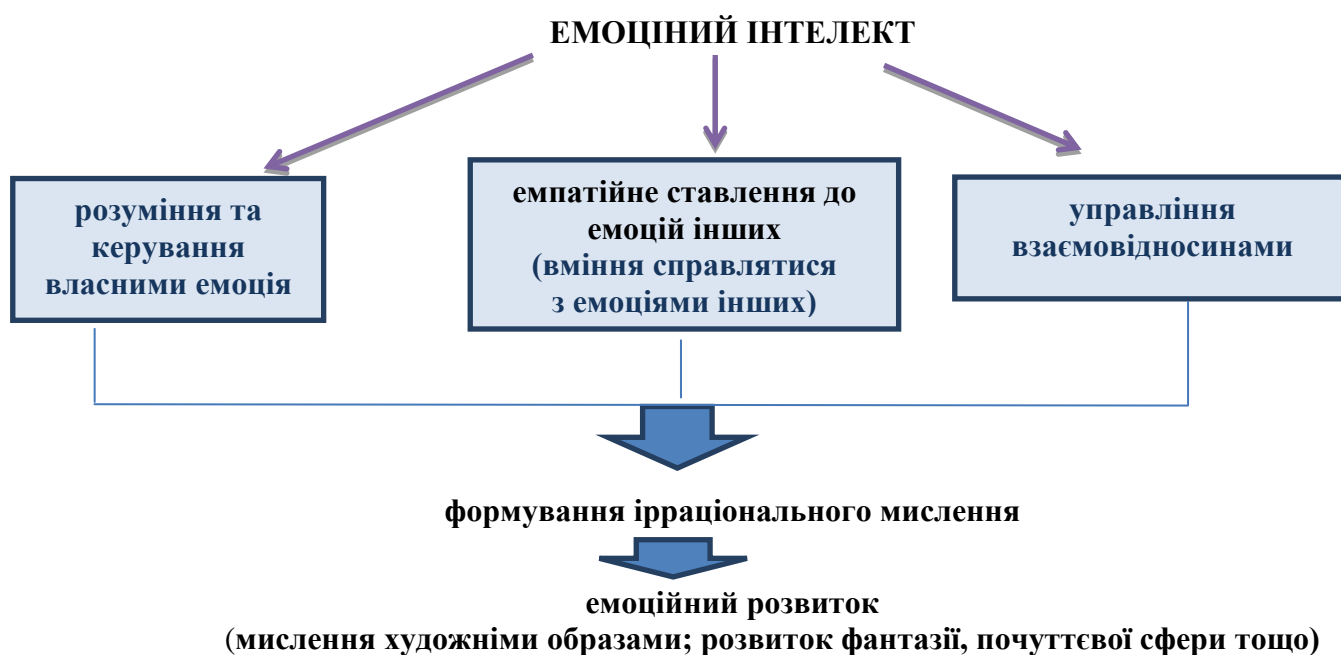 ЕМОЦІНИЙ ІНТЕЛЕКТ
розуміння та
керування
власними емоція
емпатійне ставлення до
емоцій інших
(вміння справлятися
з емоціями інших)
управління
взаємовідносинами
формування ірраціонального мислення
емоційний розвиток
(мислення художніми образами; розвиток фантазії, почуттєвої сфери тощо)